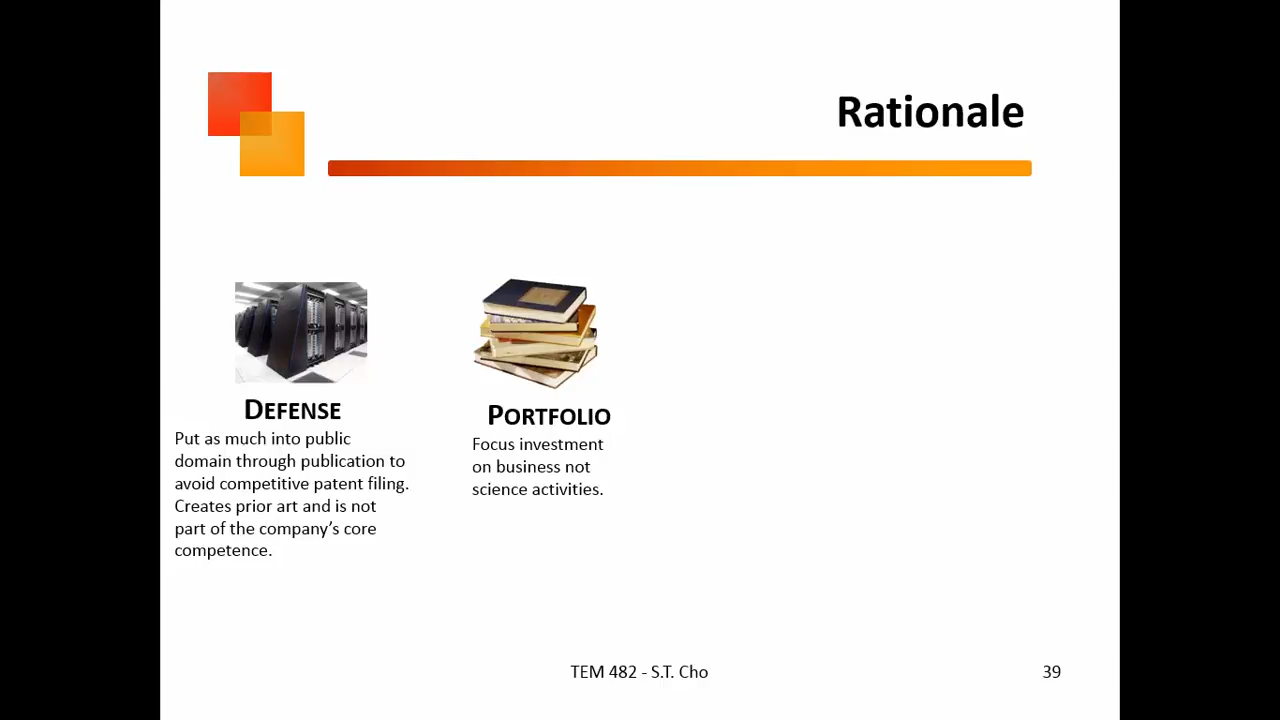 Rationale
DEFENSE
Put as much into public
domain through publication to
avoid competitive patent filing.
Creates prior art and is not
part of the company’s core
competence.
PORTFOLIO
Focus investment
on business not
science activities.
TEM 482 - S.T. Cho
39